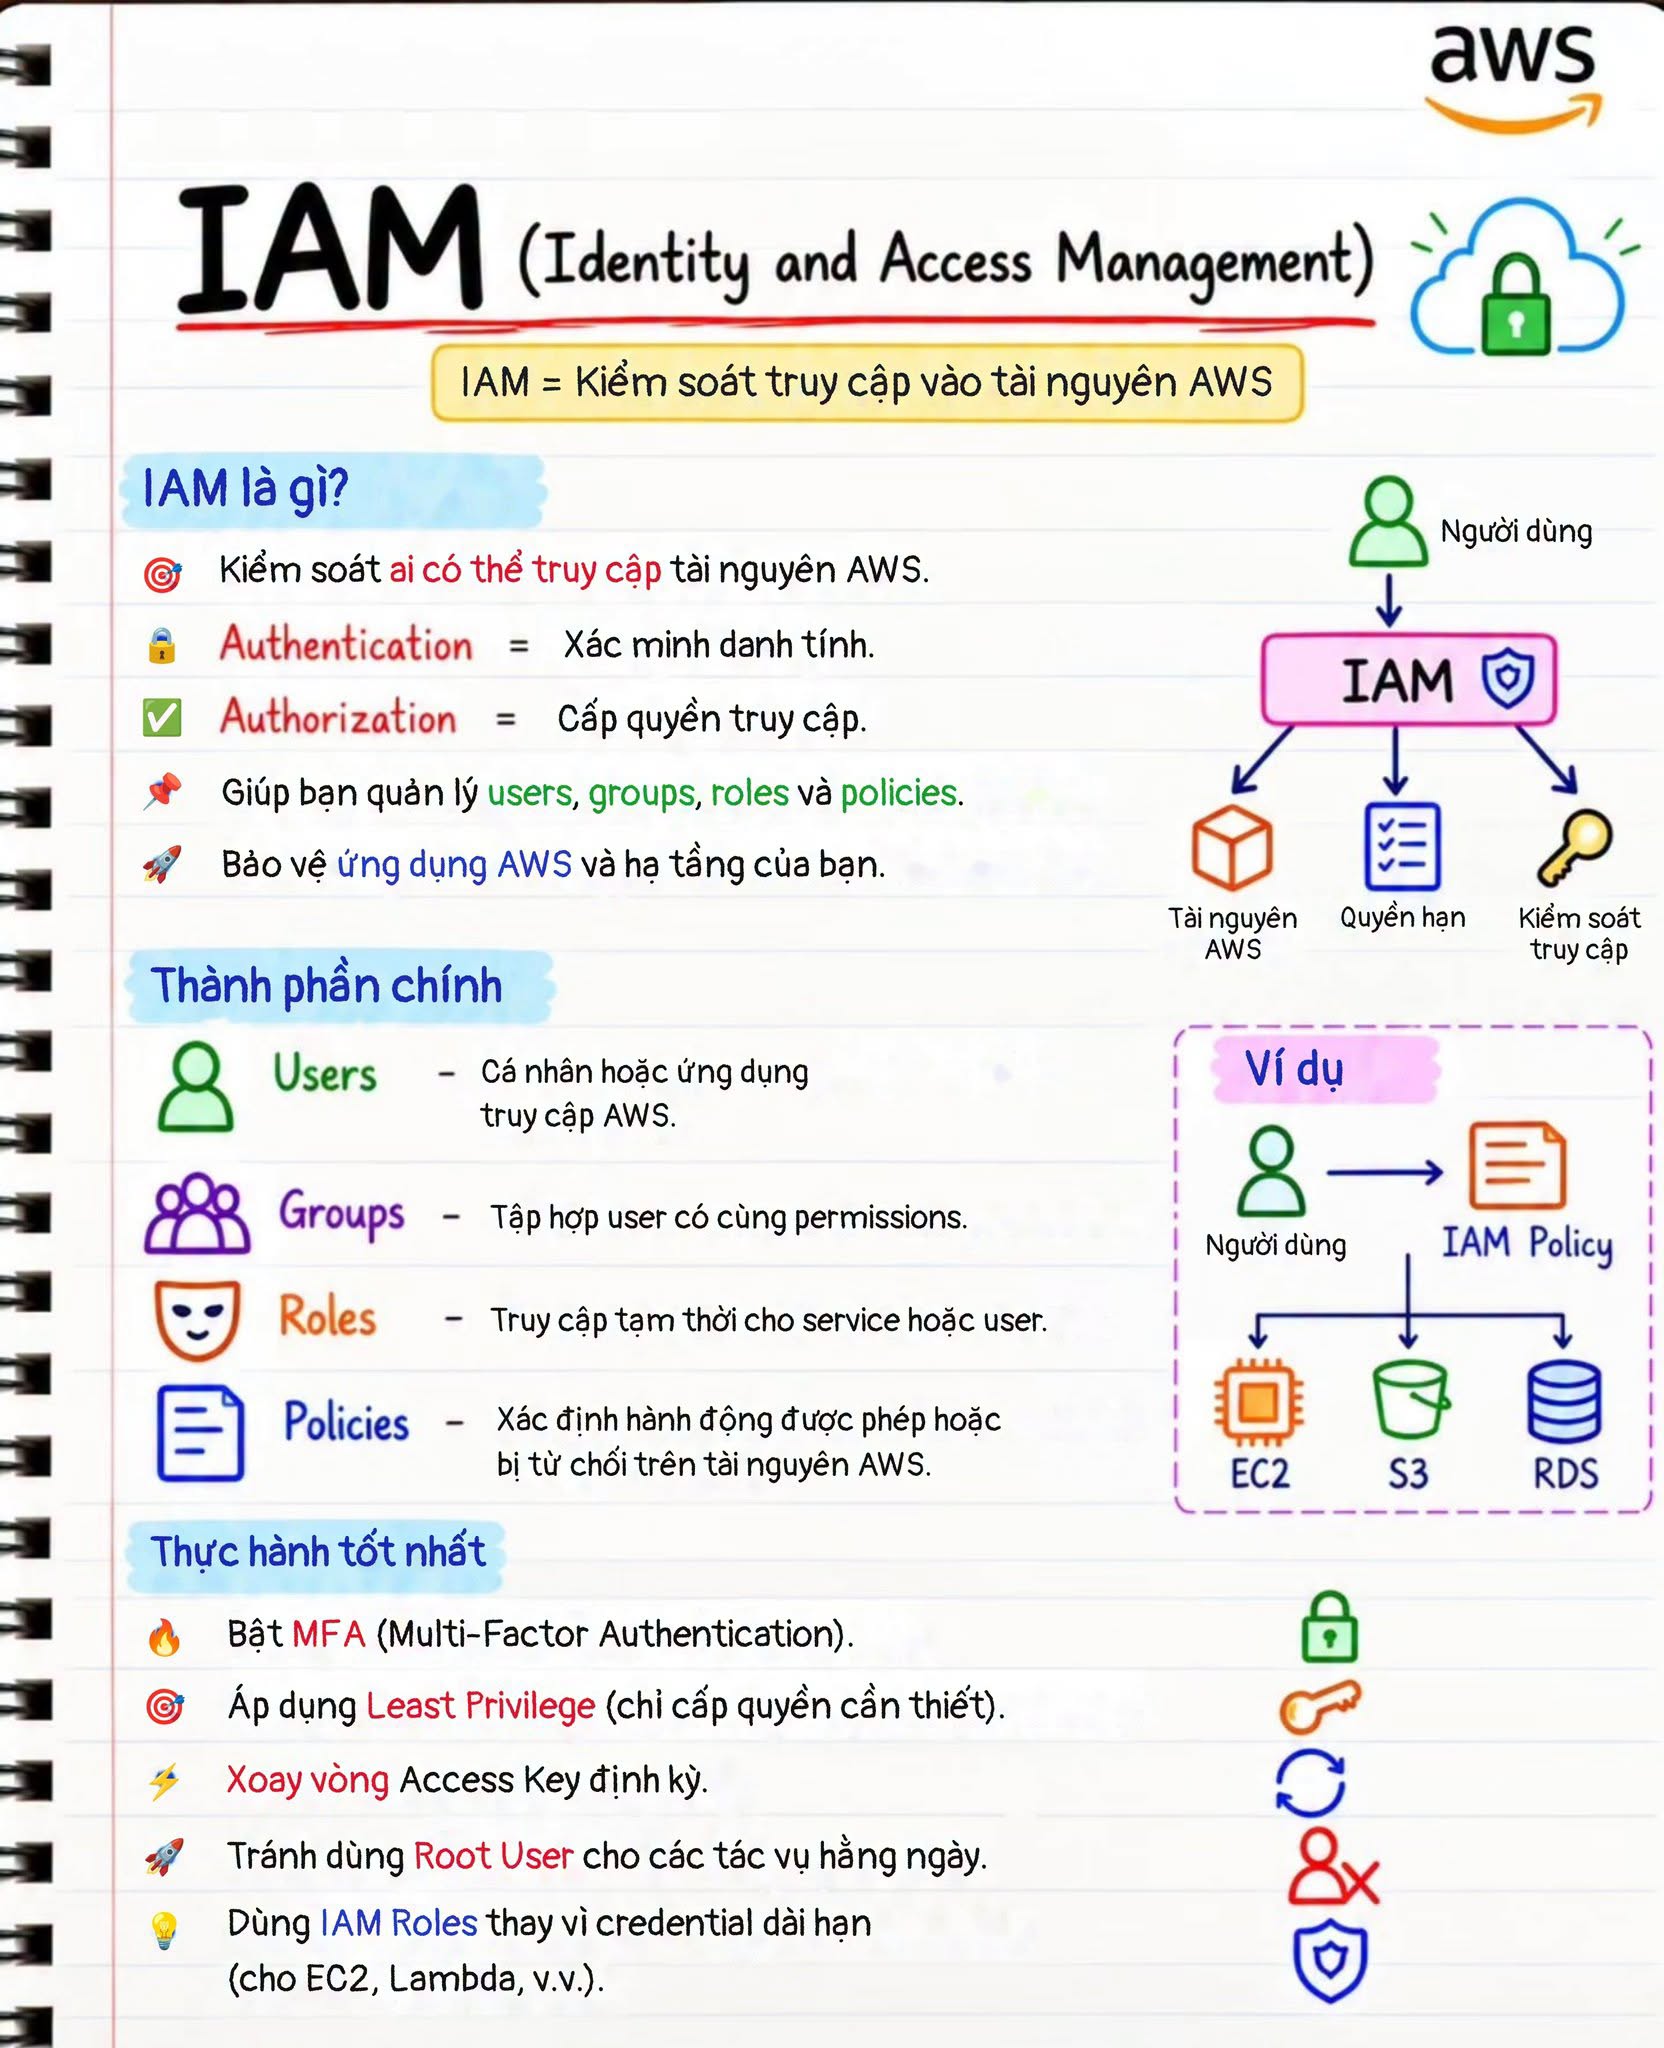 aws
IAM (Identity and Access Management)
IAM = Kiểm soát truy cập vào tài nguyên AWS
IAM là gì?
Kiểm soát ai có thể truy cập tài nguyên AWS.
Authentication = Xác minh danh tính.
Authorization = Cấp quyền truy cập.
Giúp bạn quản lý users, groups, roles và policies.
Bảo vệ ứng dụng AWS và hạ tầng của bạn.
Người dùng
IAM
Tài nguyên
AWS
Quyền hạn
Kiểm soát
truy cập
Thành phần chính
Users - Cá nhân hoặc ứng dụng
truy cập AWS.
Groups - Tập hợp user có cùng permissions.
Roles - Truy cập tạm thời cho service hoặc user.
Policies - Xác định hành động được phép hoặc
bị từ chối trên tài nguyên AWS.
Ví dụ
Người dùng
IAM Policy
EC2
S3
RDS
Thực hành tốt nhất
Bật MFA (Multi-Factor Authentication).
Áp dụng Least Privilege (chỉ cấp quyền cần thiết).
Xoay vòng Access Key định kỳ.
Tránh dùng Root User cho các tác vụ hằng ngày.
Dùng IAM Roles thay vì credential dài hạn
(cho EC2, Lambda, v.v.).